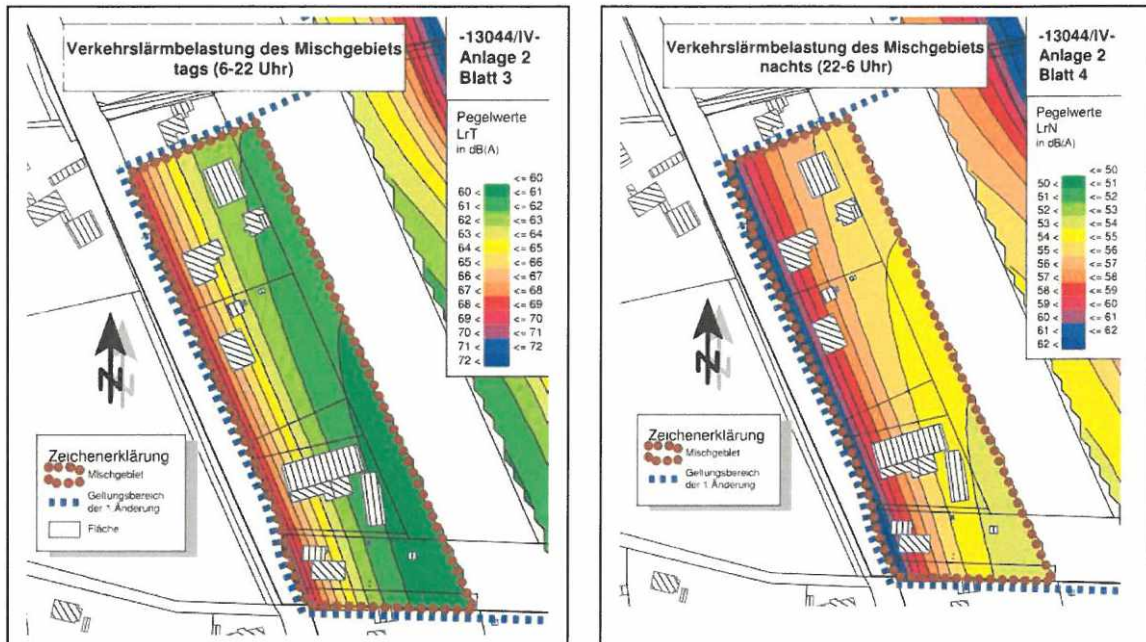 Verkehrslärmbelastung des Mischgebiets
tags (6-22 Uhr)
-13044/IV-
Anlage 2
Blatt 3
Pegelwerte
LrT
in dB(A)
<= 60
60 < <= 61
61 < <= 62
62 < <= 63
63 < <= 64
64 < <= 65
65 < <= 66
66 < <= 67
67 < <= 68
68 < <= 69
69 < <= 70
70 < <= 71
71 < <= 72
72 <
N
Zeichenerklärung
Mischgebiet
Geltungsbereich
der 1. Änderung
Fläche
Verkehrslärmbelastung des Mischgebiets
nachts (22-6 Uhr)
-13044/IV-
Anlage 2
Blatt 4
Pegelwerte
LrN
in dB(A)
<= 50
50 < <= 51
51 < <= 52
52 < <= 53
53 < <= 54
54 < <= 55
55 < <= 56
56 < <= 57
57 < <= 58
58 < <= 59
59 < <= 60
60 < <= 61
61 < <= 62
62 <
N
Zeichenerklärung
Mischgebiet
Geltungsbereich
der 1. Änderung